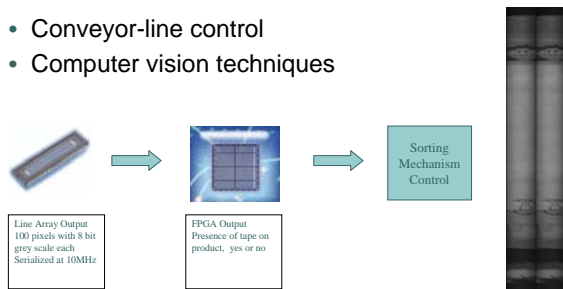 • Conveyor-line control
• Computer vision techniques
Sorting
Mechanism
Control
Line Array Output
100 pixels with 8 bit
grey scale each
Serialized at 10MHz
FPGA Output
Presence of tape on
product, yes or no